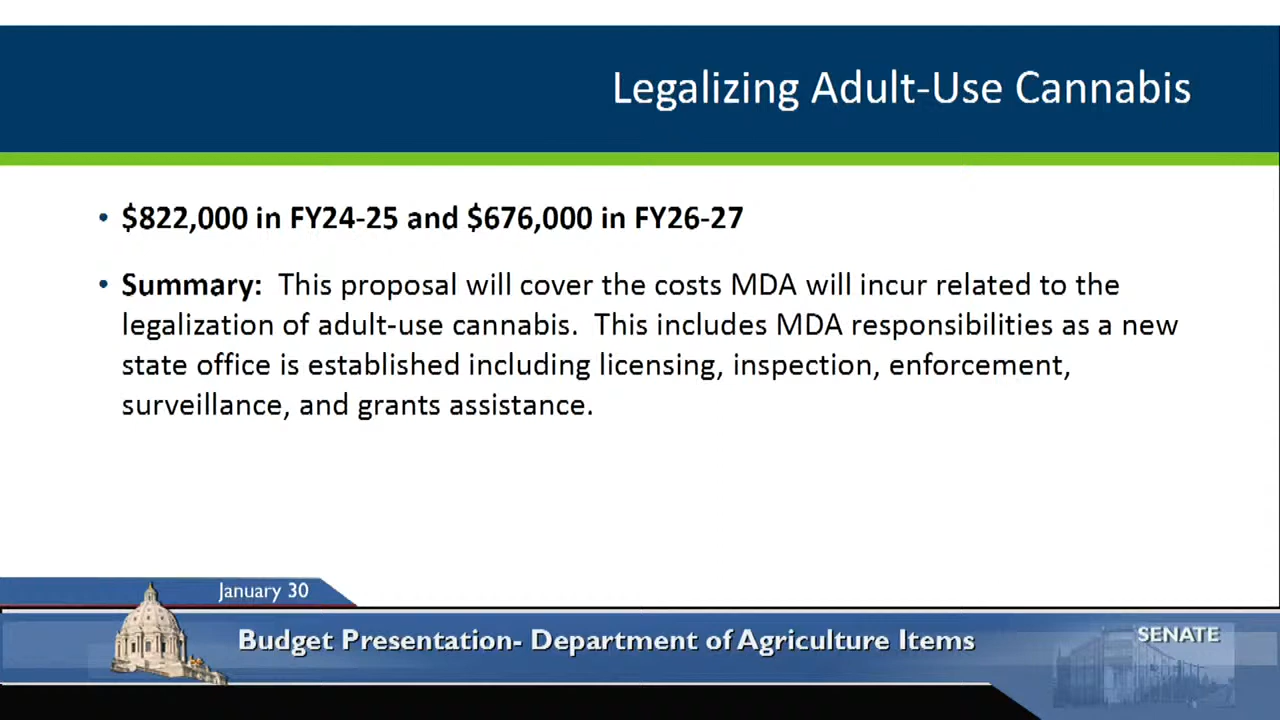 Legalizing Adult-Use Cannabis
• $822,000 in FY24-25 and $676,000 in FY26-27
• Summary: This proposal will cover the costs MDA will incur related to the
legalization of adult-use cannabis. This includes MDA responsibilities as a new
state office is established including licensing, inspection, enforcement,
surveillance, and grants assistance.
January 30
Budget Presentation- Department of Agriculture Items
SENATE